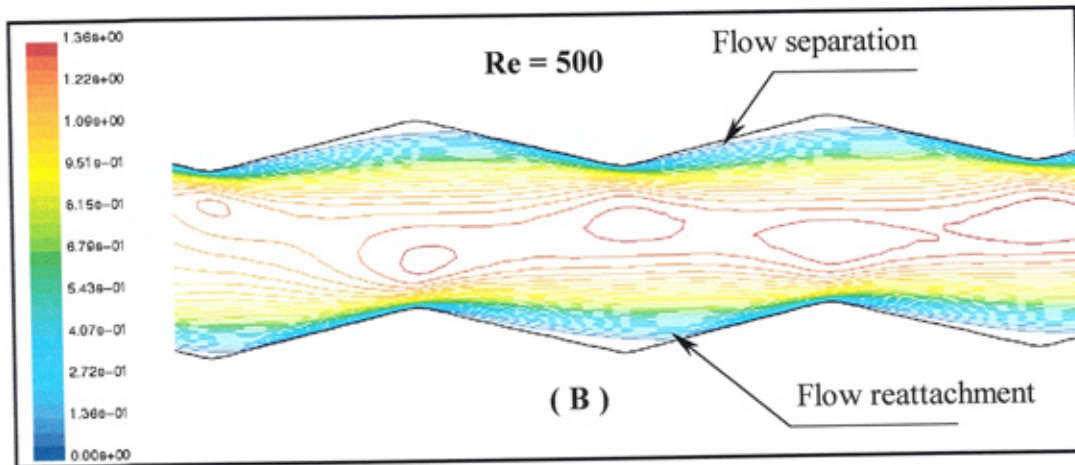 1.36e+00
1.22e+00
1.09e+00
9.51e-01
8.15e-01
6.79e-01
5.43e-01
4.07e-01
2.72e-01
1.36e-01
0.00e+00
Re = 500
Flow separation
( B )
Flow reattachment